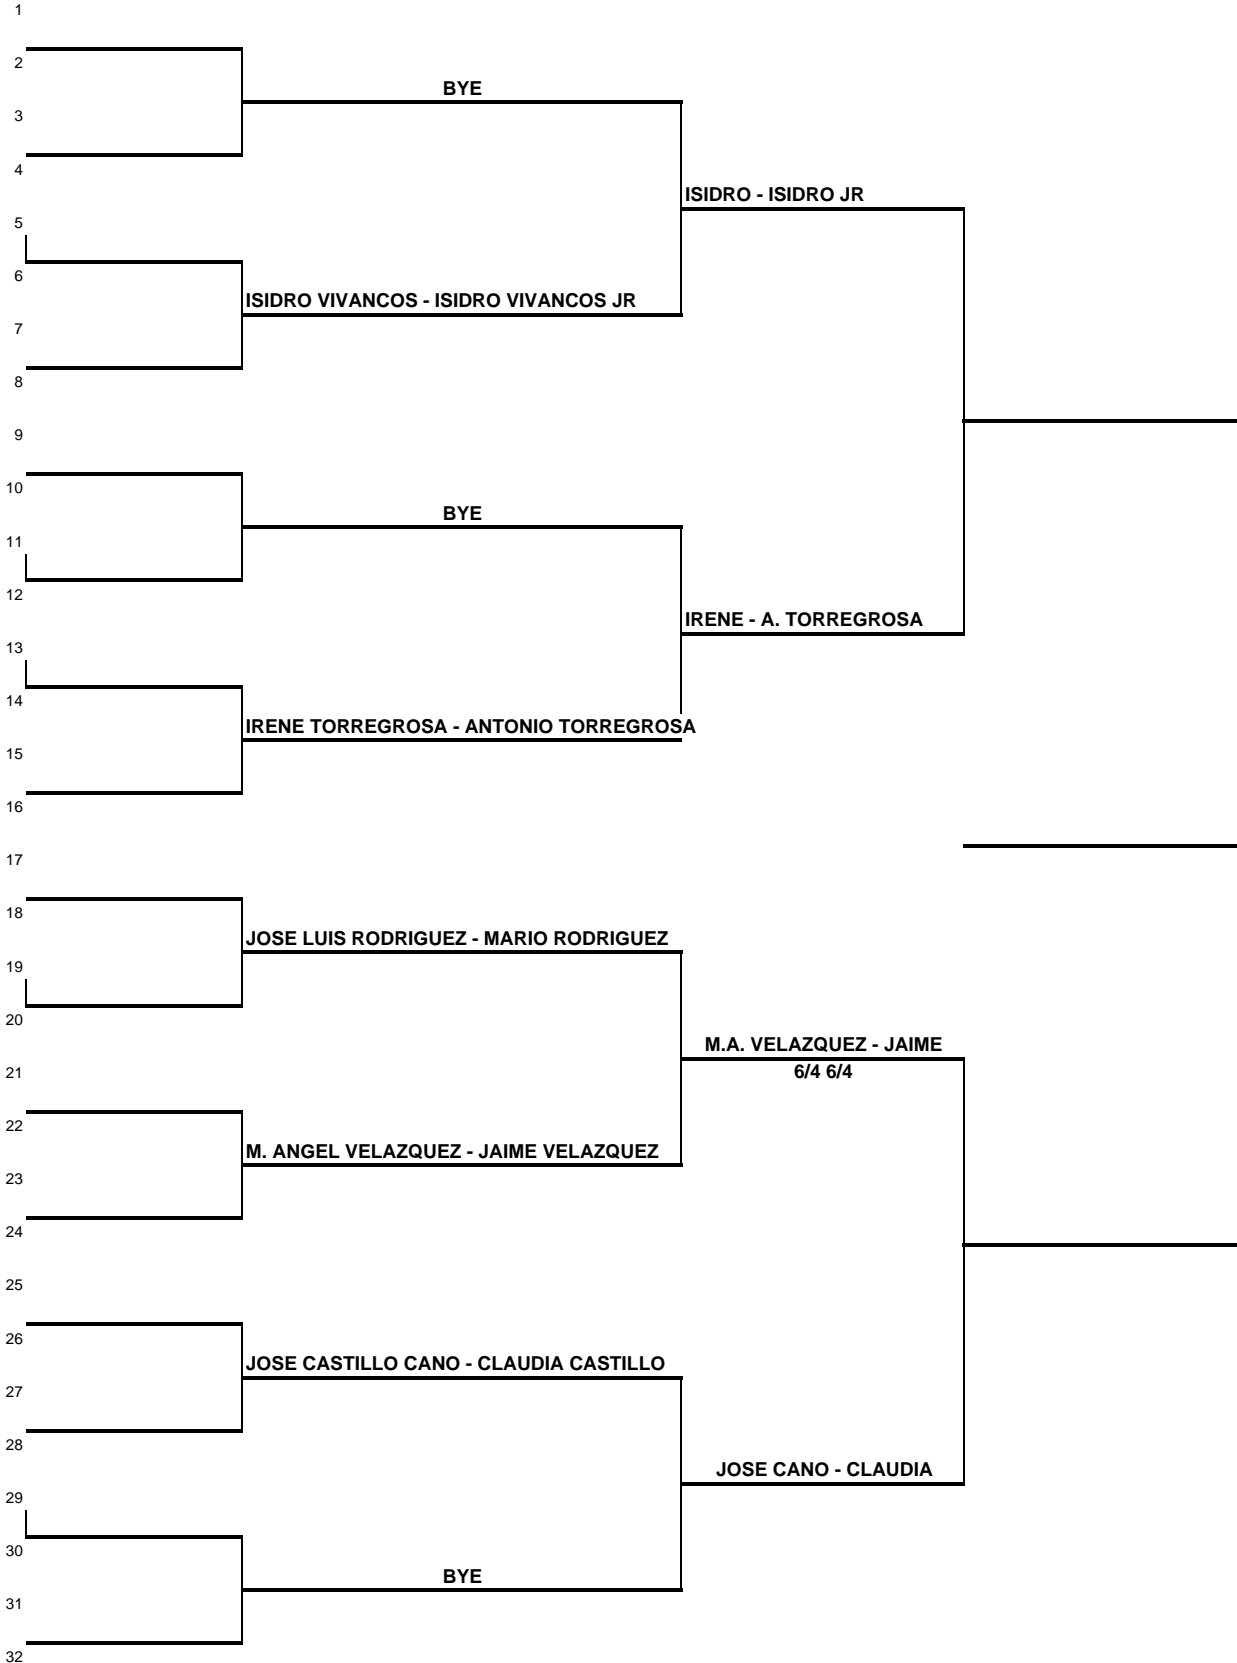 1
2
BYE
3
4
ISIDRO - ISIDRO JR
5
6
ISIDRO VIVANCOS - ISIDRO VIVANCOS JR
7
8
9
10
BYE
11
12
IRENE - A. TORREGROSA
13
14
IRENE TORREGROSA - ANTONIO TORREGROSA
15
16
17
18
JOSE LUIS RODRIGUEZ - MARIO RODRIGUEZ
19
20
M.A. VELAZQUEZ - JAIME
21
6/4 6/4
22
M. ANGEL VELAZQUEZ - JAIME VELAZQUEZ
23
24
25
26
JOSE CASTILLO CANO - CLAUDIA CASTILLO
27
28
JOSE CANO - CLAUDIA
29
30
BYE
31
32